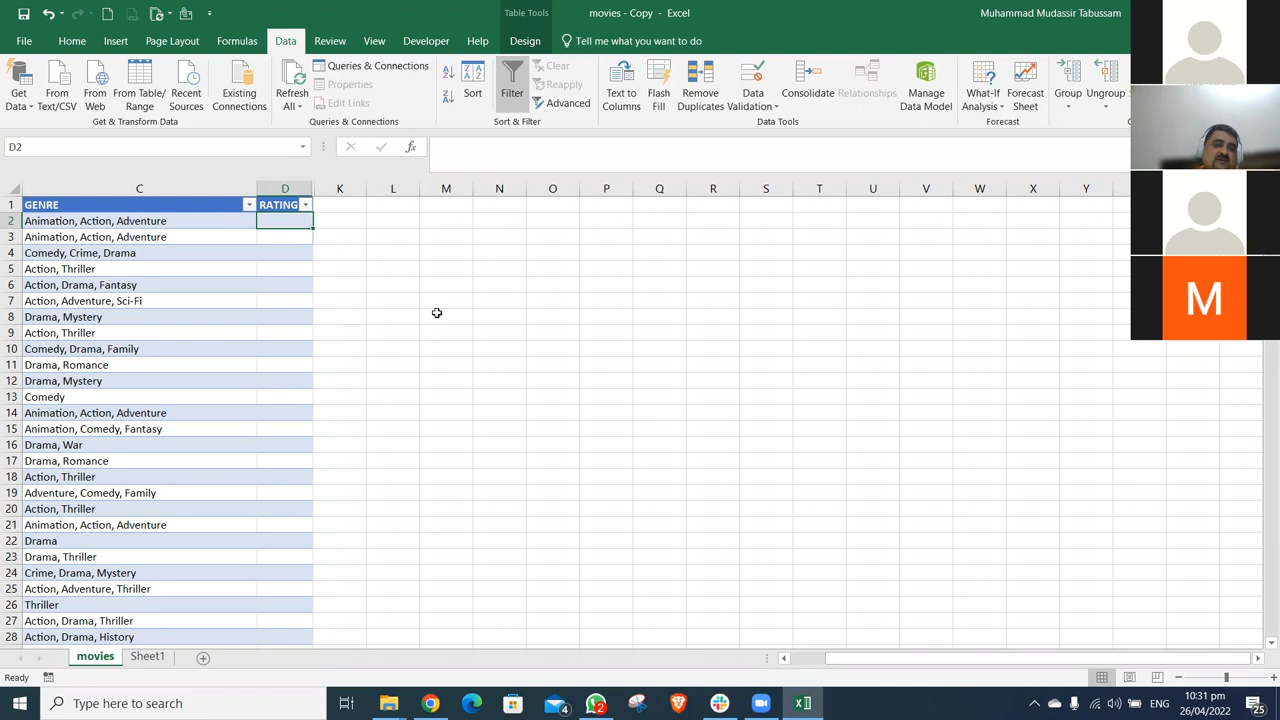 Table Tools
movies - Copy - Excel
Muhammad Mudassir Tabussam
File Home Insert Page Layout Formulas Data Review View Developer Help Design Tell me what you want to do
Get Data From Text/CSV From Web From Table/Range Recent Sources Existing Connections
Get & Transform Data
Refresh All Queries & Connections
Properties
Edit Links
Queries & Connections
Sort Filter Clear
Reapply
Advanced
Sort & Filter
Text to Columns Flash Fill Remove Duplicates Data Validation Consolidate Relationships Manage Data Model
Data Tools
What-If Analysis Forecast Sheet
Forecast
Group Ungroup
D2
fx
C D K L M N O P Q R S T U V W X Y
1 GENRE RATING
2 Animation, Action, Adventure
3 Animation, Action, Adventure
4 Comedy, Crime, Drama
5 Action, Thriller
6 Action, Drama, Fantasy
7 Action, Adventure, Sci-Fi
8 Drama, Mystery
9 Action, Thriller
10 Comedy, Drama, Family
11 Drama, Romance
12 Drama, Mystery
13 Comedy
14 Animation, Action, Adventure
15 Animation, Comedy, Fantasy
16 Drama, War
17 Drama, Romance
18 Action, Thriller
19 Adventure, Comedy, Family
20 Action, Thriller
21 Animation, Action, Adventure
22 Drama
23 Drama, Thriller
24 Crime, Drama, Mystery
25 Action, Adventure, Thriller
26 Thriller
27 Action, Drama, Thriller
28 Action, Drama, History
M
movies Sheet1
Ready
Type here to search
4
2
ENG
10:31 pm
26/04/2022
25